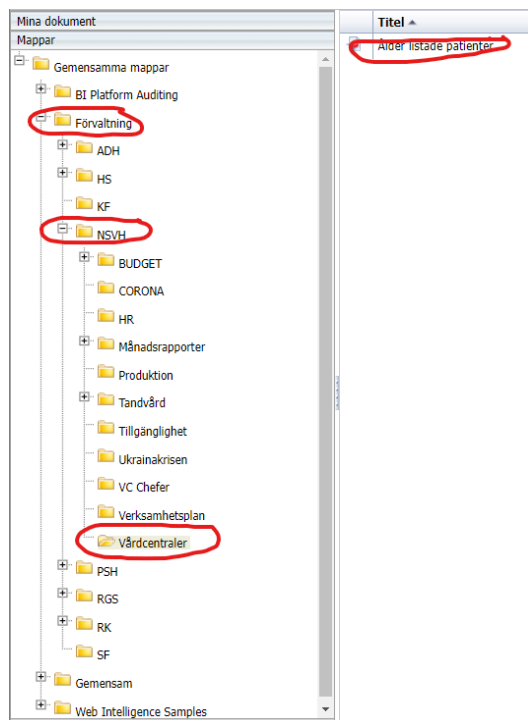 Mina dokument
Mappar
Gemensamma mappar
BI Platform Auditing
Förvaltning
ADH
HS
KF
NSVH
BUDGET
CORONA
HR
Månadsrapporter
Produktion
Tandvård
Tillgänglighet
Ukrainakrisen
VC Chefer
Verksamhetsplan
Vårdcentraler
PSH
RGS
RK
SF
Gemensam
Web Intelligence Samples
Titel
Ålder listade patienter